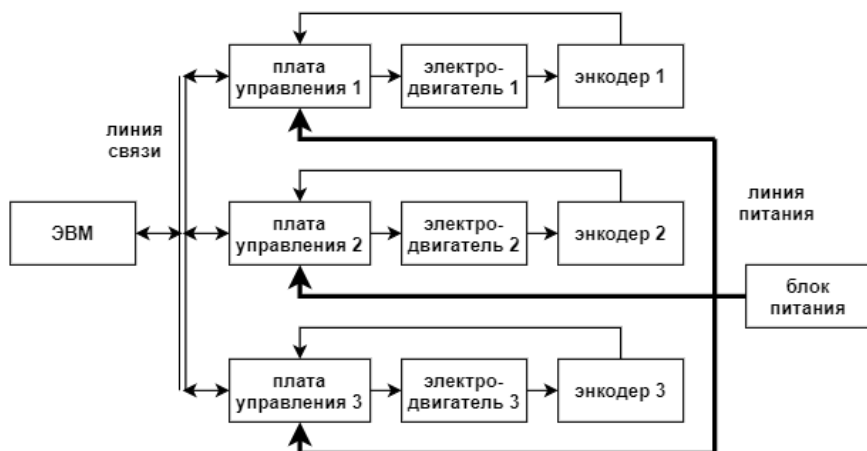 плата
управления 1
электро-
двигатель 1
энкодер 1
линия
связи
ЭВМ
плата
управления 2
электро-
двигатель 2
энкодер 2
линия
питания
блок
питания
плата
управления 3
электро-
двигатель 3
энкодер 3